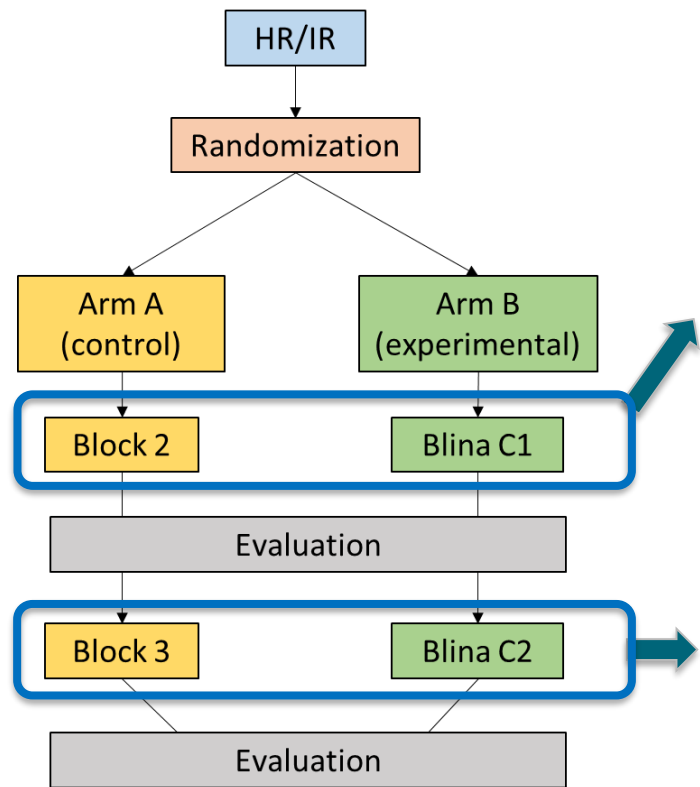 HR/IR
Randomization
Arm A
(control)
Arm B
(experimental)
Block 2
Blina C1
Evaluation
Block 3
Blina C2
Evaluation